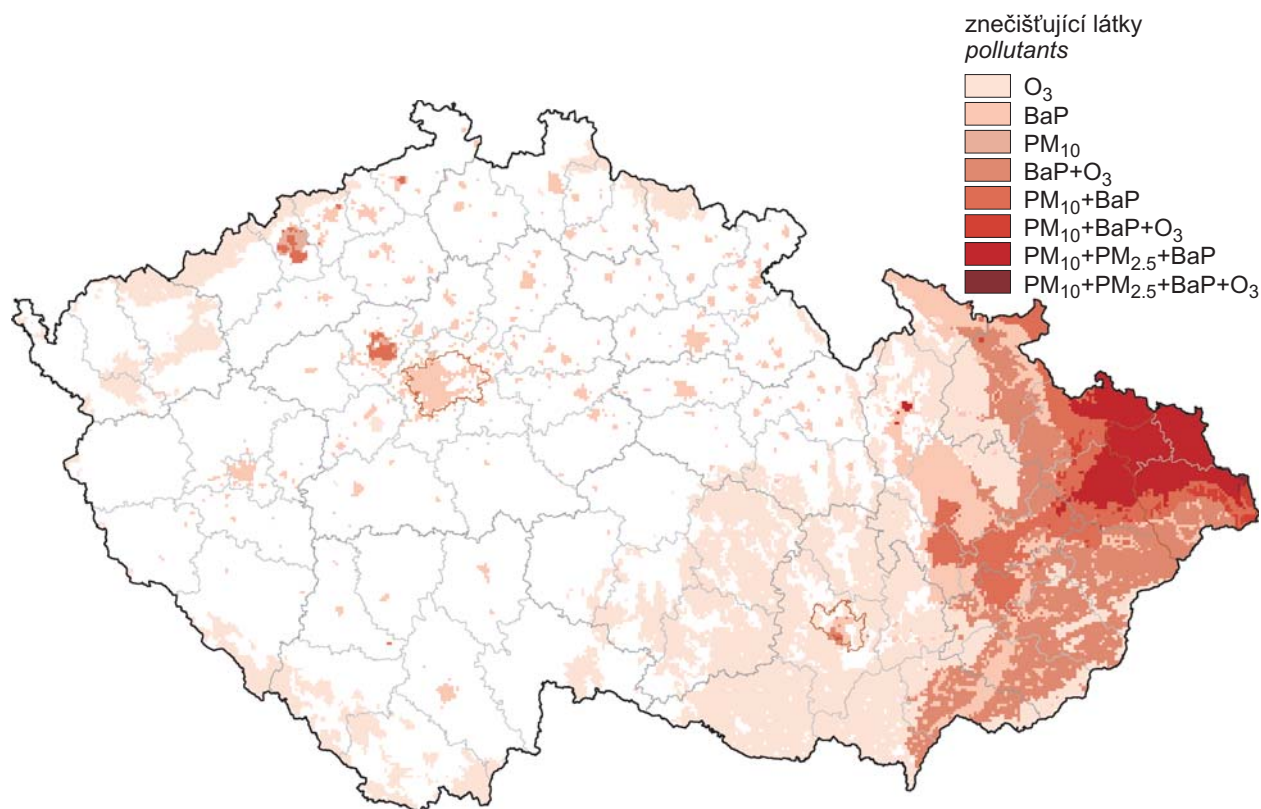 znečišťující látky
pollutants
O₃
BaP
PM₁₀
BaP+O₃
PM₁₀+BaP
PM₁₀+BaP+O₃
PM₁₀+PM₂.₅+BaP
PM₁₀+PM₂.₅+BaP+O₃